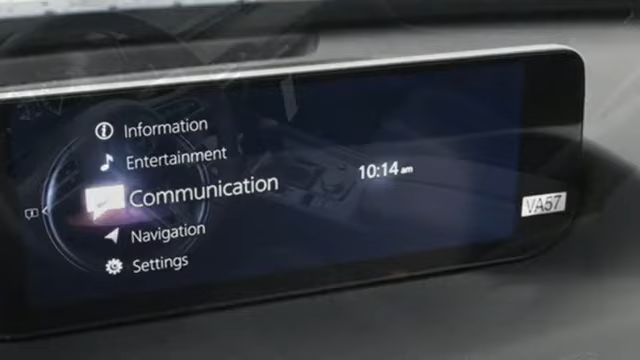 Information
Entertainment
Communication
10:14 am
Navigation
Settings
VA57